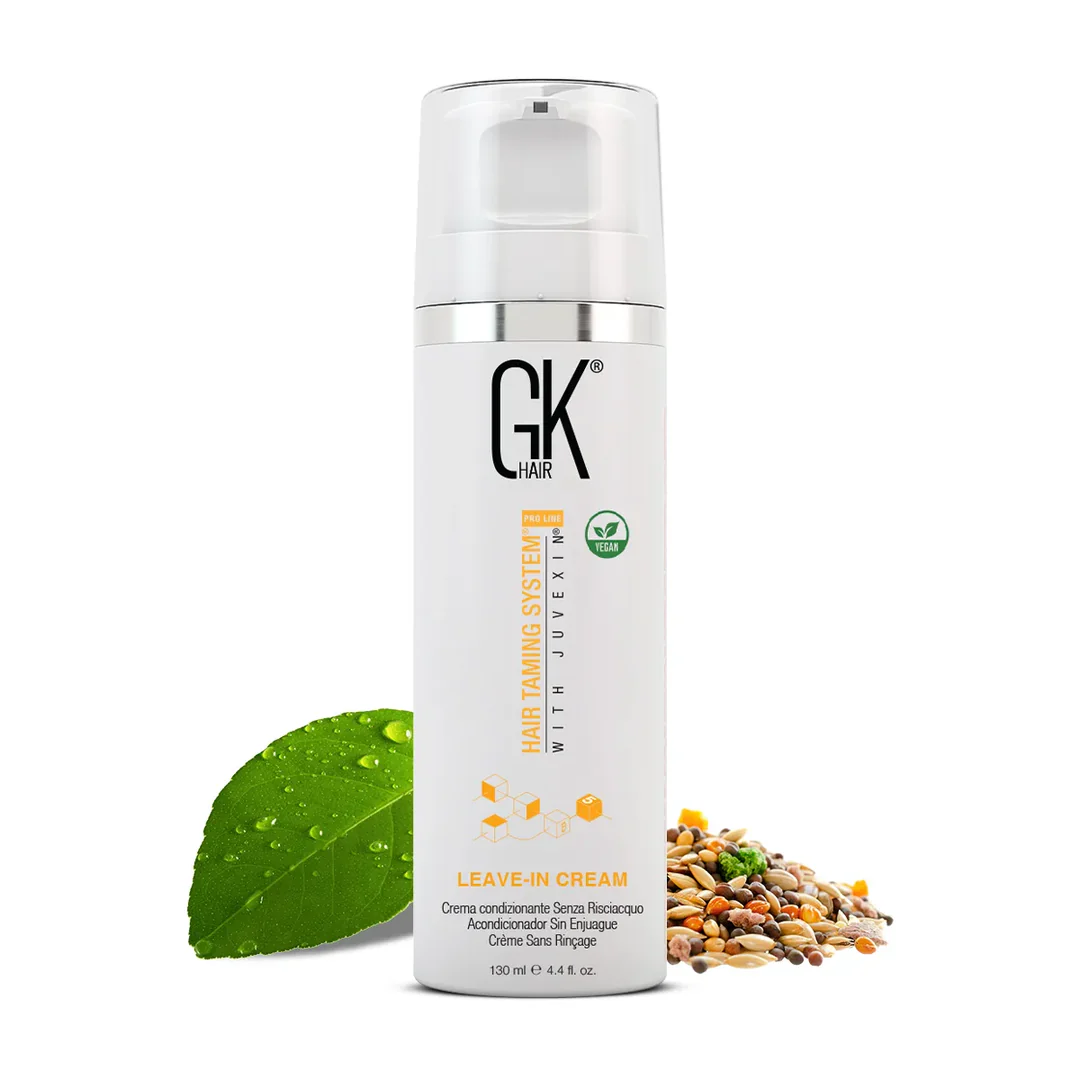 GK®
HAIR
PRO LINE
HAIR TAMING SYSTEM®
WITH JUVEXIN®
VEGAN
5
LEAVE-IN CREAM
Crema condizionante Senza Risciacquo
Acondicionador Sin Enjuague
Crème Sans Rinçage
130 ml ℮ 4.4 fl. oz.